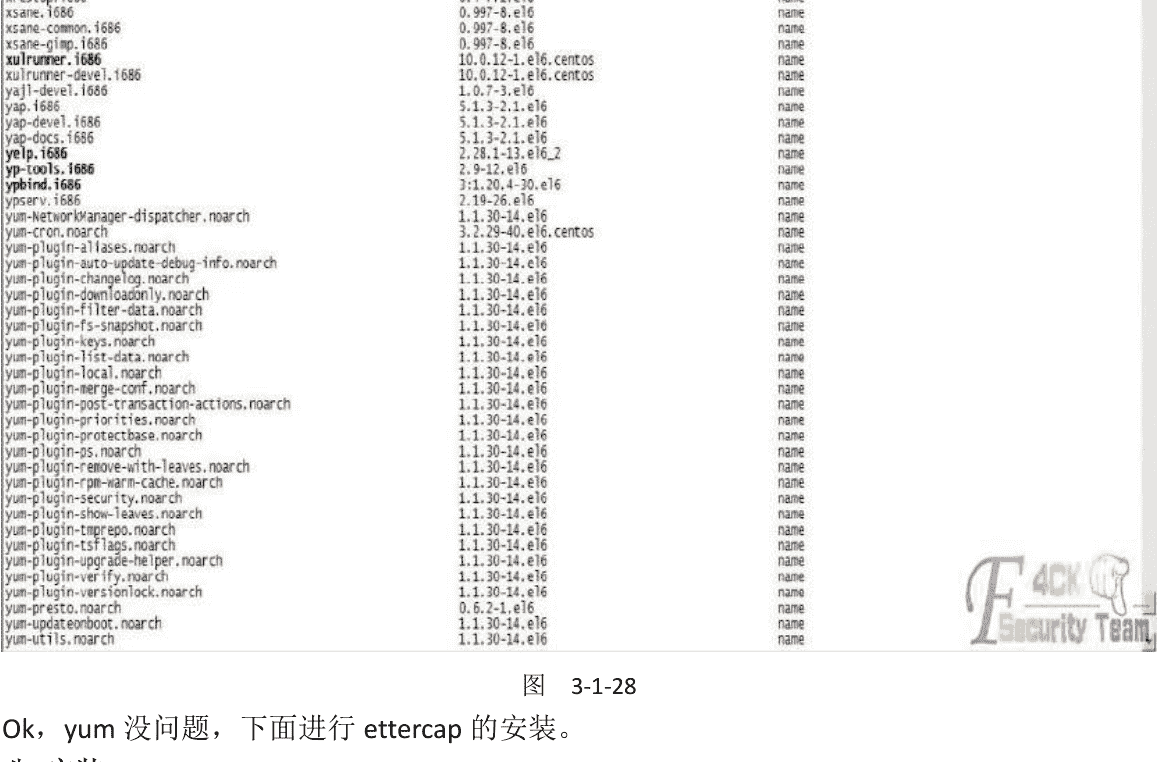 xsane.i686 0.997-8.el6 name
xsane-common.i686 0.997-8.el6 name
xsane-gimp.i686 0.997-8.el6 name
xulrunner.i686 10.0.12-1.el6.centos name
xulrunner-devel.i686 10.0.12-1.el6.centos name
yajl-devel.i686 1.0.7-3.el6 name
yap.i686 5.1.3-2.1.el6 name
yap-devel.i686 5.1.3-2.1.el6 name
yap-docs.i686 5.1.3-2.1.el6 name
yelp.i686 2.28.1-13.el6_2 name
yp-tools.i686 2.9-12.el6 name
ypbind.i686 3:1.20.4-30.el6 name
ypserv.i686 2.19-26.el6 name
yum-NetworkManager-dispatcher.noarch 1.1.30-14.el6 name
yum-cron.noarch 3.2.29-40.el6.centos name
yum-plugin-aliases.noarch 1.1.30-14.el6 name
yum-plugin-auto-update-debug-info.noarch 1.1.30-14.el6 name
yum-plugin-changelog.noarch 1.1.30-14.el6 name
yum-plugin-downloadonly.noarch 1.1.30-14.el6 name
yum-plugin-filter-data.noarch 1.1.30-14.el6 name
yum-plugin-fs-snapshot.noarch 1.1.30-14.el6 name
yum-plugin-keys.noarch 1.1.30-14.el6 name
yum-plugin-list-data.noarch 1.1.30-14.el6 name
yum-plugin-local.noarch 1.1.30-14.el6 name
yum-plugin-merge-conf.noarch 1.1.30-14.el6 name
yum-plugin-post-transaction-actions.noarch 1.1.30-14.el6 name
yum-plugin-priorities.noarch 1.1.30-14.el6 name
yum-plugin-protectbase.noarch 1.1.30-14.el6 name
yum-plugin-ps.noarch 1.1.30-14.el6 name
yum-plugin-remove-with-leaves.noarch 1.1.30-14.el6 name
yum-plugin-rpm-warm-cache.noarch 1.1.30-14.el6 name
yum-plugin-security.noarch 1.1.30-14.el6 name
yum-plugin-show-leaves.noarch 1.1.30-14.el6 name
yum-plugin-tmprepo.noarch 1.1.30-14.el6 name
yum-plugin-tsflags.noarch 1.1.30-14.el6 name
yum-plugin-upgrade-helper.noarch 1.1.30-14.el6 name
yum-plugin-verify.noarch 1.1.30-14.el6 name
yum-plugin-versionlock.noarch 1.1.30-14.el6 name
yum-presto.noarch 0.6.2-1.el6 name
yum-updateonboot.noarch 1.1.30-14.el6 name
yum-utils.noarch 1.1.30-14.el6 name
F4CK
Security Team
图 3-1-28
Ok，yum 没问题，下面进行 ettercap 的安装。